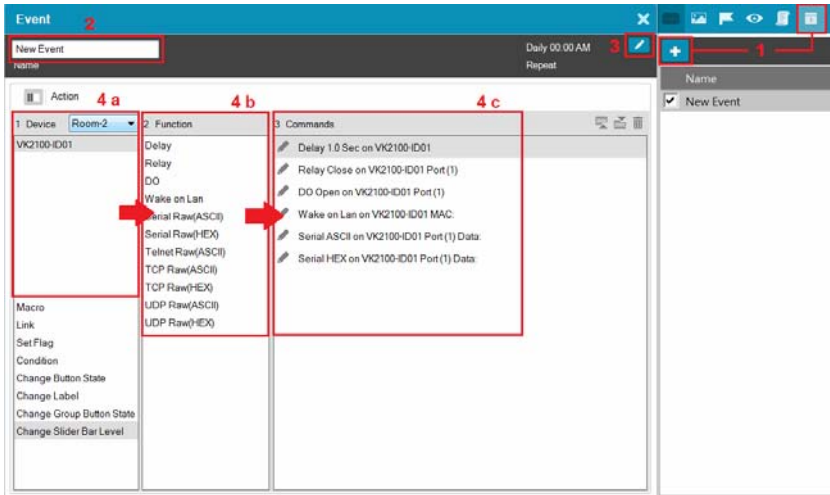 Event
2
New Event
Name
Daily 00:00 AM
Repeat
3
1
Name
New Event
Action
4 a
4 b
4 c
1 Device Room-2
2 Function
3 Commands
VK2100-ID01
Delay
Relay
DO
Wake on Lan
Serial Raw(ASCII)
Serial Raw(HEX)
Telnet Raw(ASCII)
TCP Raw(ASCII)
TCP Raw(HEX)
UDP Raw(ASCII)
UDP Raw(HEX)
Delay 1.0 Sec on VK2100-ID01
Relay Close on VK2100-ID01 Port (1)
DO Open on VK2100-ID01 Port (1)
Wake on Lan on VK2100-ID01 MAC:
Serial ASCII on VK2100-ID01 Port (1) Data:
Serial HEX on VK2100-ID01 Port (1) Data:
Macro
Link
Set Flag
Condition
Change Button State
Change Label
Change Group Button State
Change Slider Bar Level